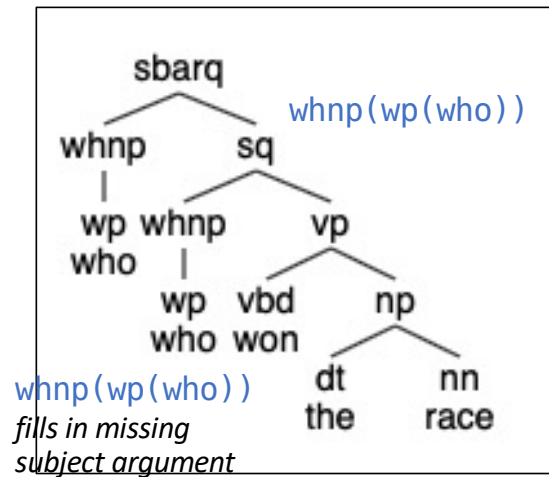 sbarq
whnp(wp(who))
whnp sq
wp whnp vp
who
wp vbd np
who won
whnp(wp(who))
dt nn
fills in missing
the race
subject argument